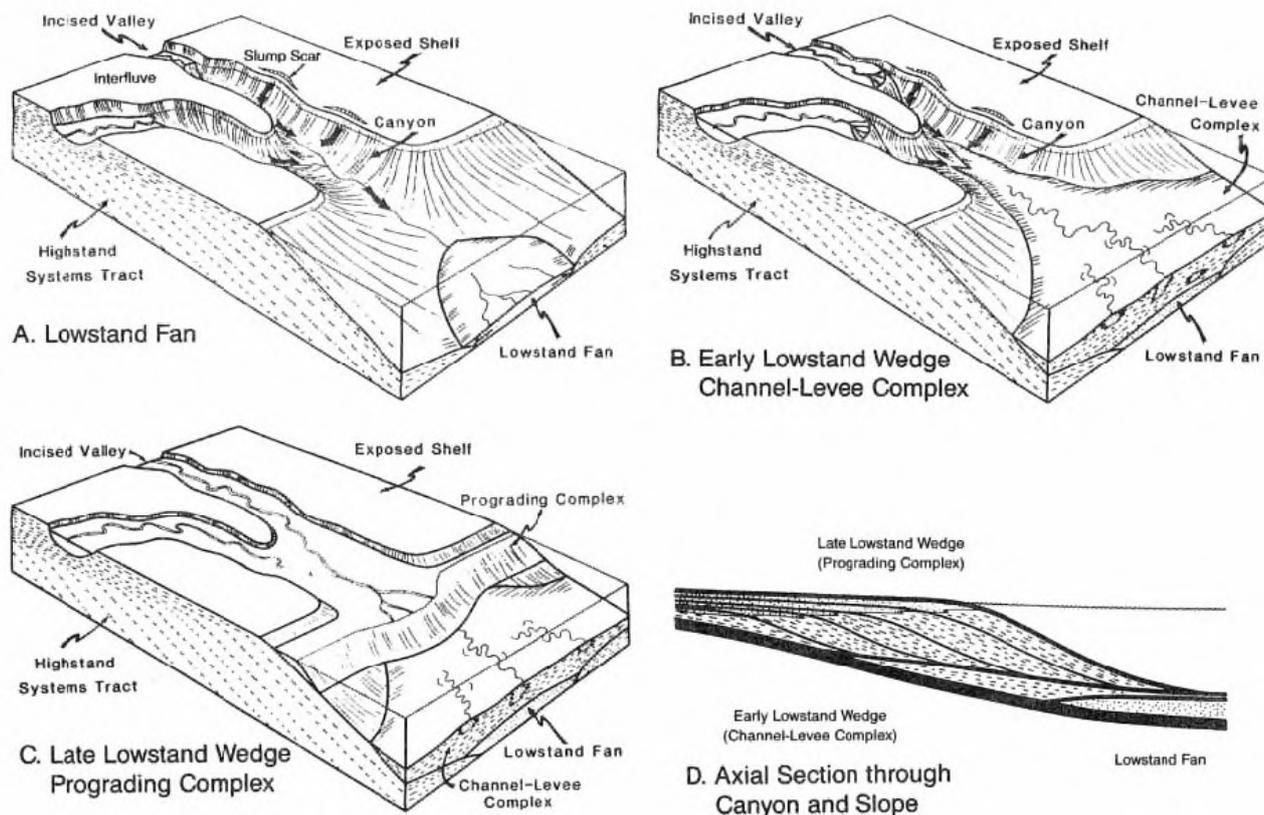 Incised Valley
Exposed Shelf
Slump Scar
Interfluve
Canyon
Highstand
Systems Tract
Lowstand Fan
A. Lowstand Fan
Incised Valley
Exposed Shelf
Channel-Levee
Complex
Canyon
Highstand
Systems Tract
Lowstand Fan
B. Early Lowstand Wedge
Channel-Levee Complex
Incised Valley
Exposed Shelf
Prograding Complex
Highstand
Systems Tract
Lowstand Fan
Channel-Levee
Complex
C. Late Lowstand Wedge
Prograding Complex
Late Lowstand Wedge
(Prograding Complex)
Early Lowstand Wedge
(Channel-Levee Complex)
Lowstand Fan
D. Axial Section through
Canyon and Slope